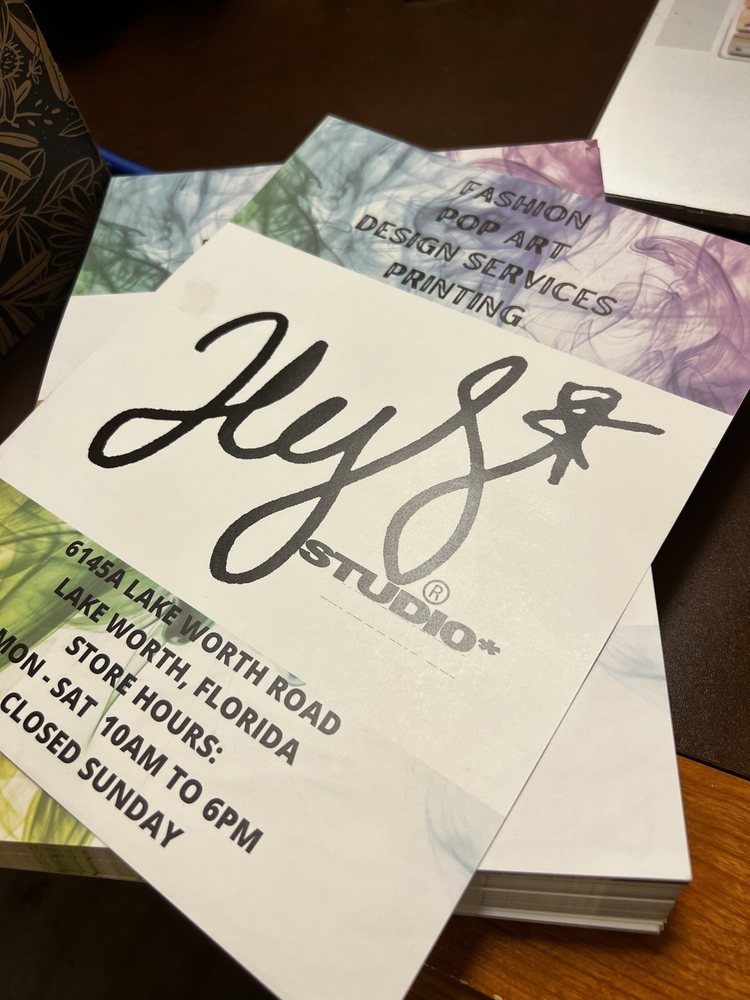 FASHION
POP ART
DESIGN SERVICES
PRINTING
HyS
STUDIO®*
6145A LAKE WORTH ROAD
LAKE WORTH, FLORIDA
STORE HOURS:
MON - SAT 10AM TO 6PM
CLOSED SUNDAY